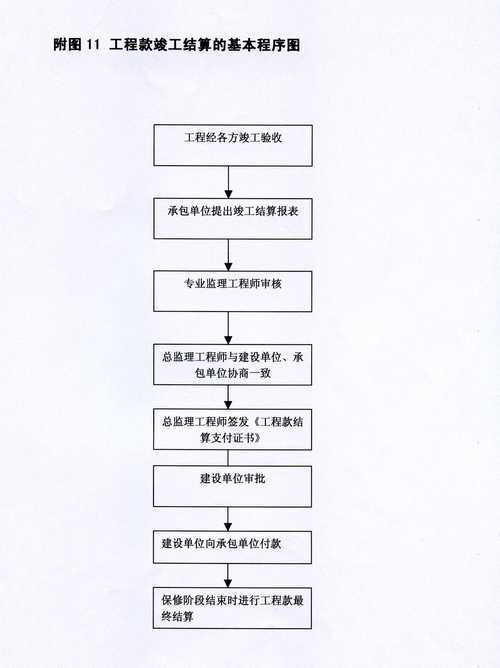 附图 11 工程款竣工结算的基本程序图
工程经各方竣工验收
承包单位提出竣工结算报表
专业监理工程师审核
总监理工程师与建设单位、承
包单位协商一致
总监理工程师签发《工程款结
算支付证书》
建设单位审批
建设单位向承包单位付款
保修阶段结束时进行工程款最
终结算